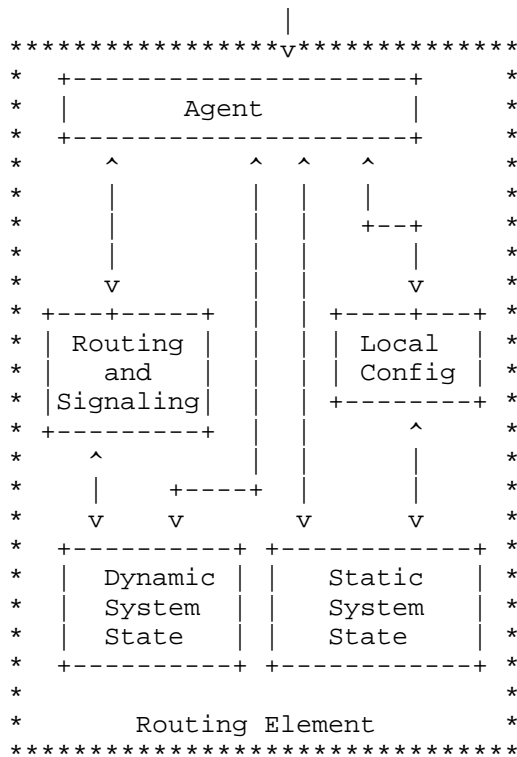 Agent
Routing Local
and Config
Signaling
Dynamic Static
System System
State State
Routing Element